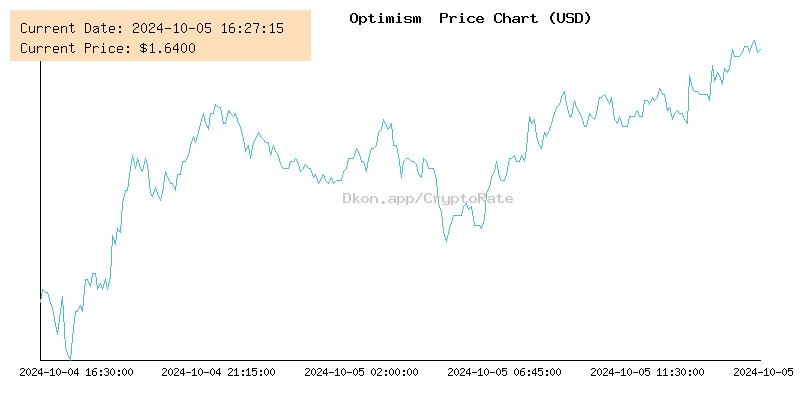 Optimism  Price Chart (USD)
Current Date: 2024-10-05 16:27:15
Current Price: $1.6400
Dkon.app/CryptoRate
2024-10-04 16:30:00 2024-10-04 21:15:00 2024-10-05 02:00:00 2024-10-05 06:45:00 2024-10-05 11:30:00 2024-10-05